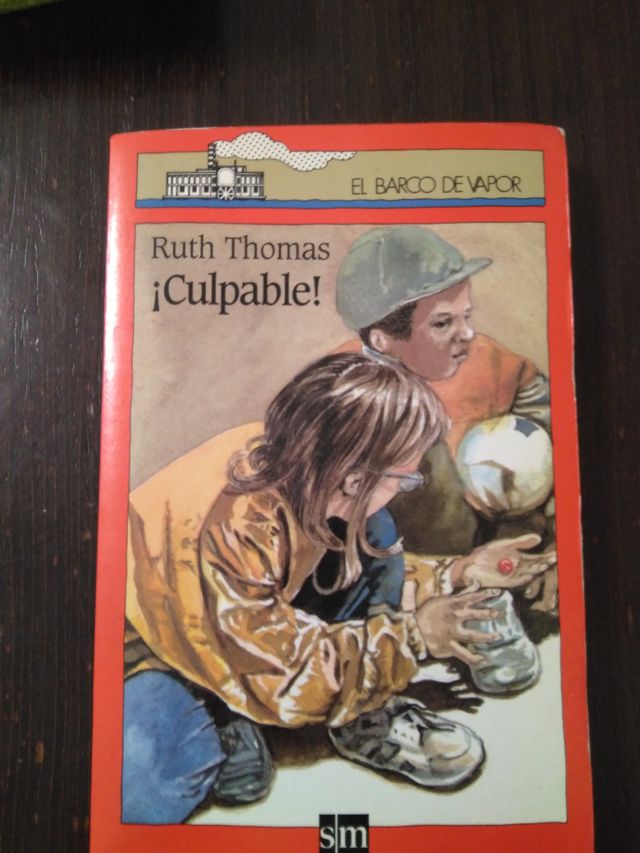 EL BARCO DE VAPOR
Ruth Thomas
¡Culpable!
sm